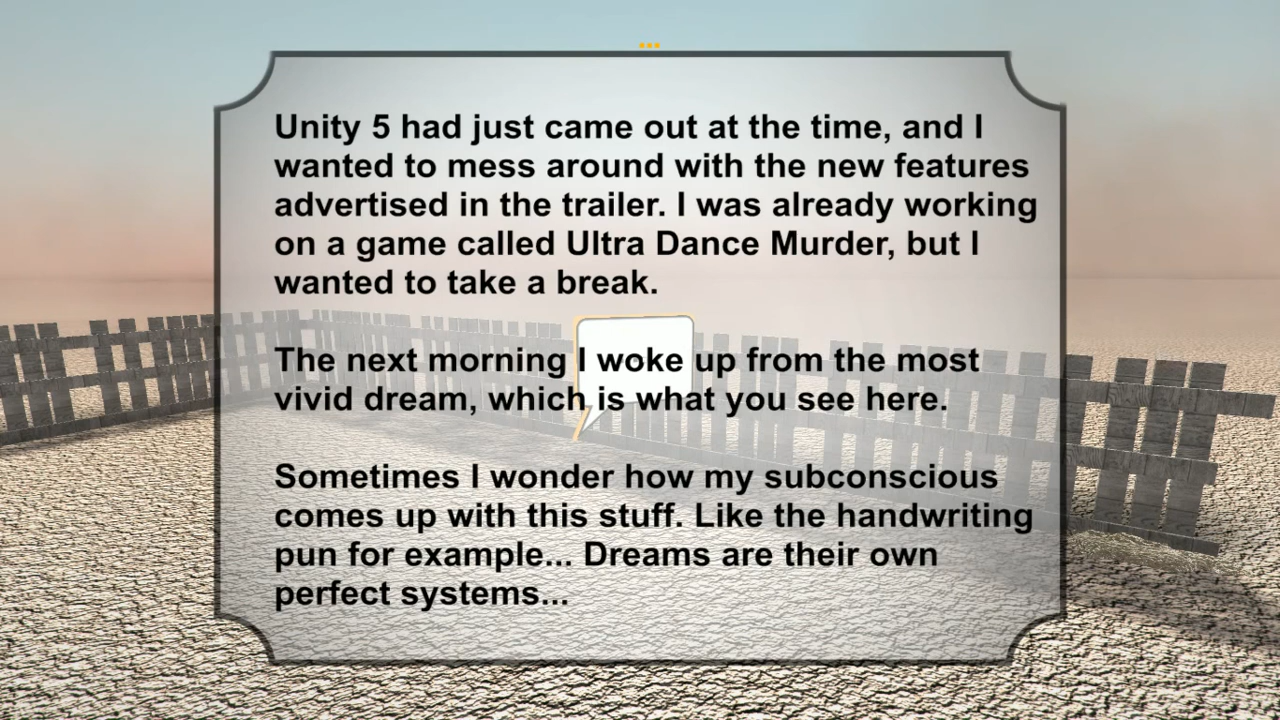 Unity 5 had just came out at the time, and I
wanted to mess around with the new features
advertised in the trailer. I was already working
on a game called Ultra Dance Murder, but I
wanted to take a break.
The next morning I woke up from the most
vivid dream, which is what you see here.
Sometimes I wonder how my subconscious
comes up with this stuff. Like the handwriting
pun for example... Dreams are their own
perfect systems...